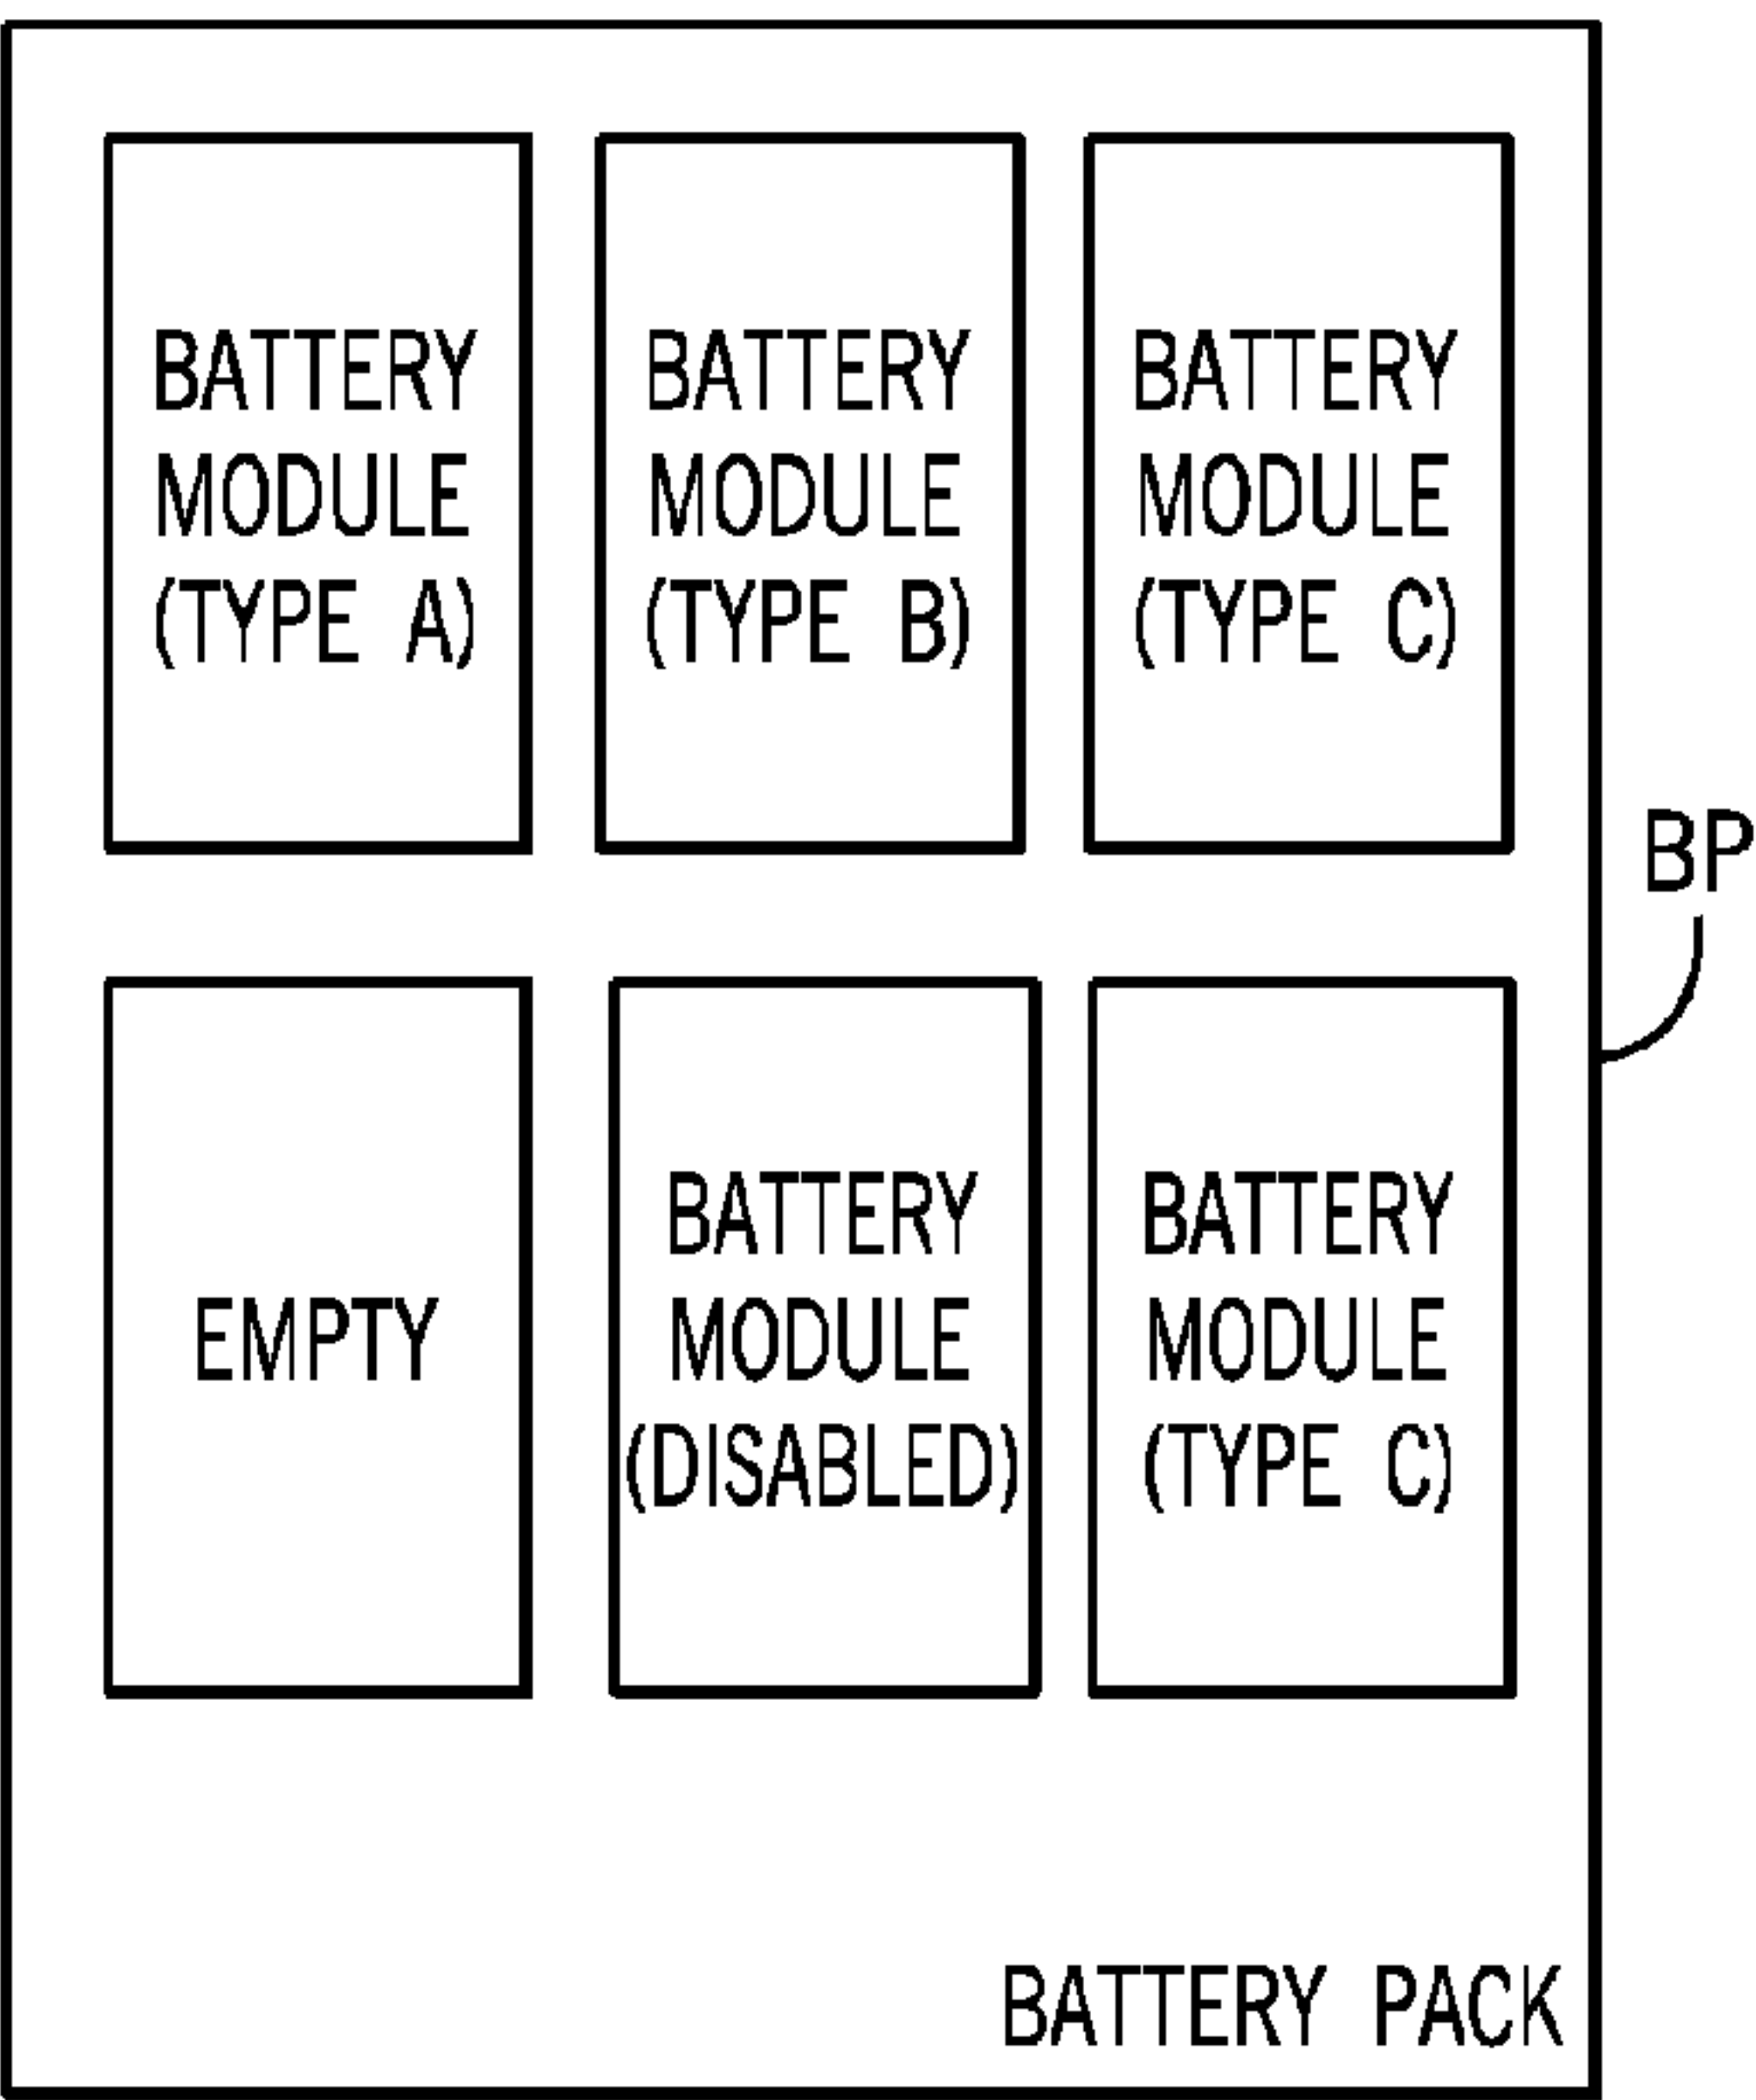 BATTERY
MODULE
(TYPE A)
BATTERY
MODULE
(TYPE B)
BATTERY
MODULE
(TYPE C)
BP
EMPTY
BATTERY
MODULE
(DISABLED)
BATTERY
MODULE
(TYPE C)
BATTERY PACK